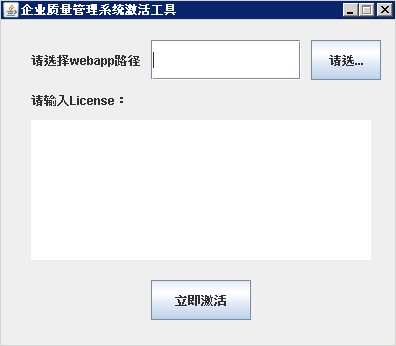 企业质量管理系统激活工具
请选择webapp路径
请选...
请输入License：
立即激活